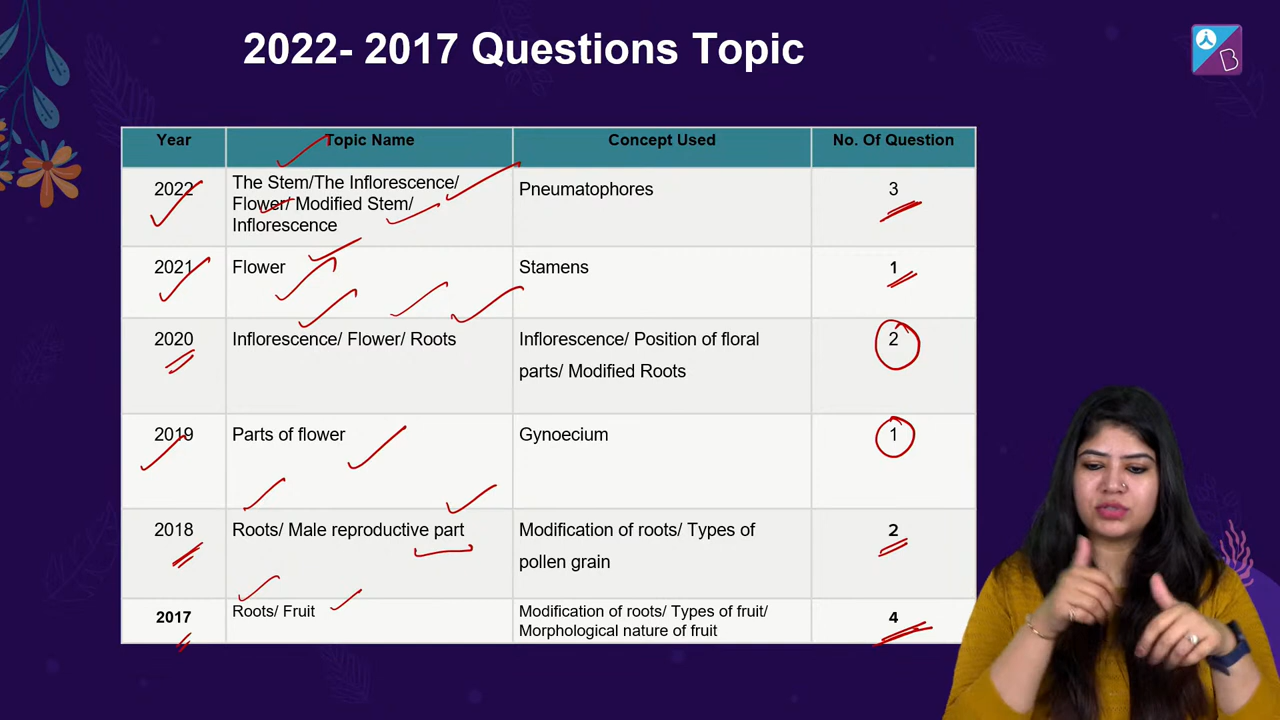 2022- 2017 Questions Topic
B
Year Topic Name Concept Used No. Of Question
2022 The Stem/The Inflorescence/ Pneumatophores 3
Flower/ Modified Stem/
Inflorescence
2021 Flower Stamens 1
2020 Inflorescence/ Flower/ Roots Inflorescence/ Position of floral 2
parts/ Modified Roots
2019 Parts of flower Gynoecium 1
2018 Roots/ Male reproductive part Modification of roots/ Types of 2
pollen grain
2017 Roots/ Fruit Modification of roots/ Types of fruit/ 4
Morphological nature of fruit